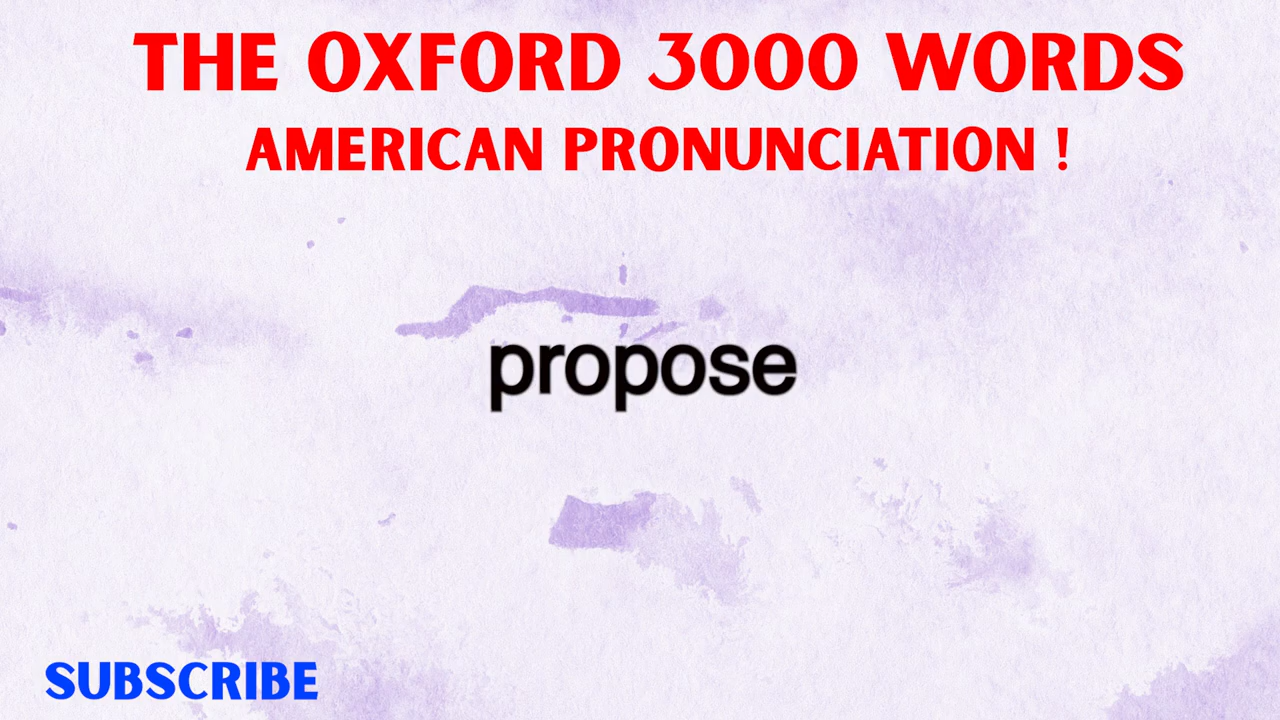 THE OXFORD 3000 WORDS
AMERICAN PRONUNCIATION !
propose
SUBSCRIBE